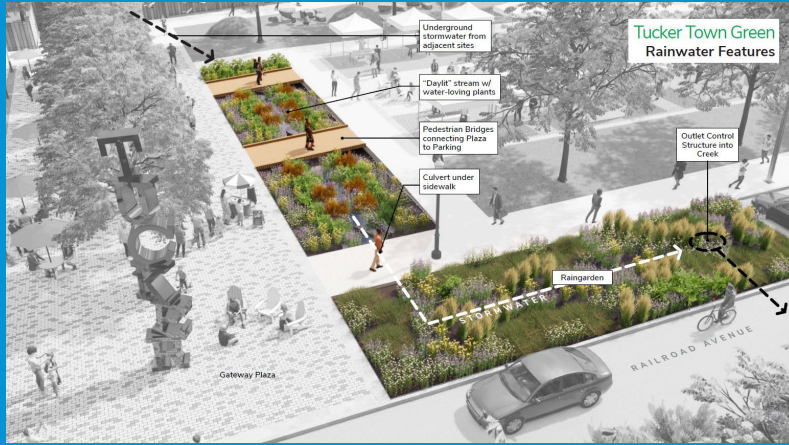 Tucker Town Green
Rainwater Features
Underground
stormwater from
adjacent sites
"Daylit" stream w/
water-loving plants
Pedestrian Bridges
connecting Plaza
to Parking
Culvert under
sidewalk
Outlet Control
Structure into
Creek
Raingarden
STORMWATER
RAILROAD AVENUE
Gateway Plaza
TUCKER